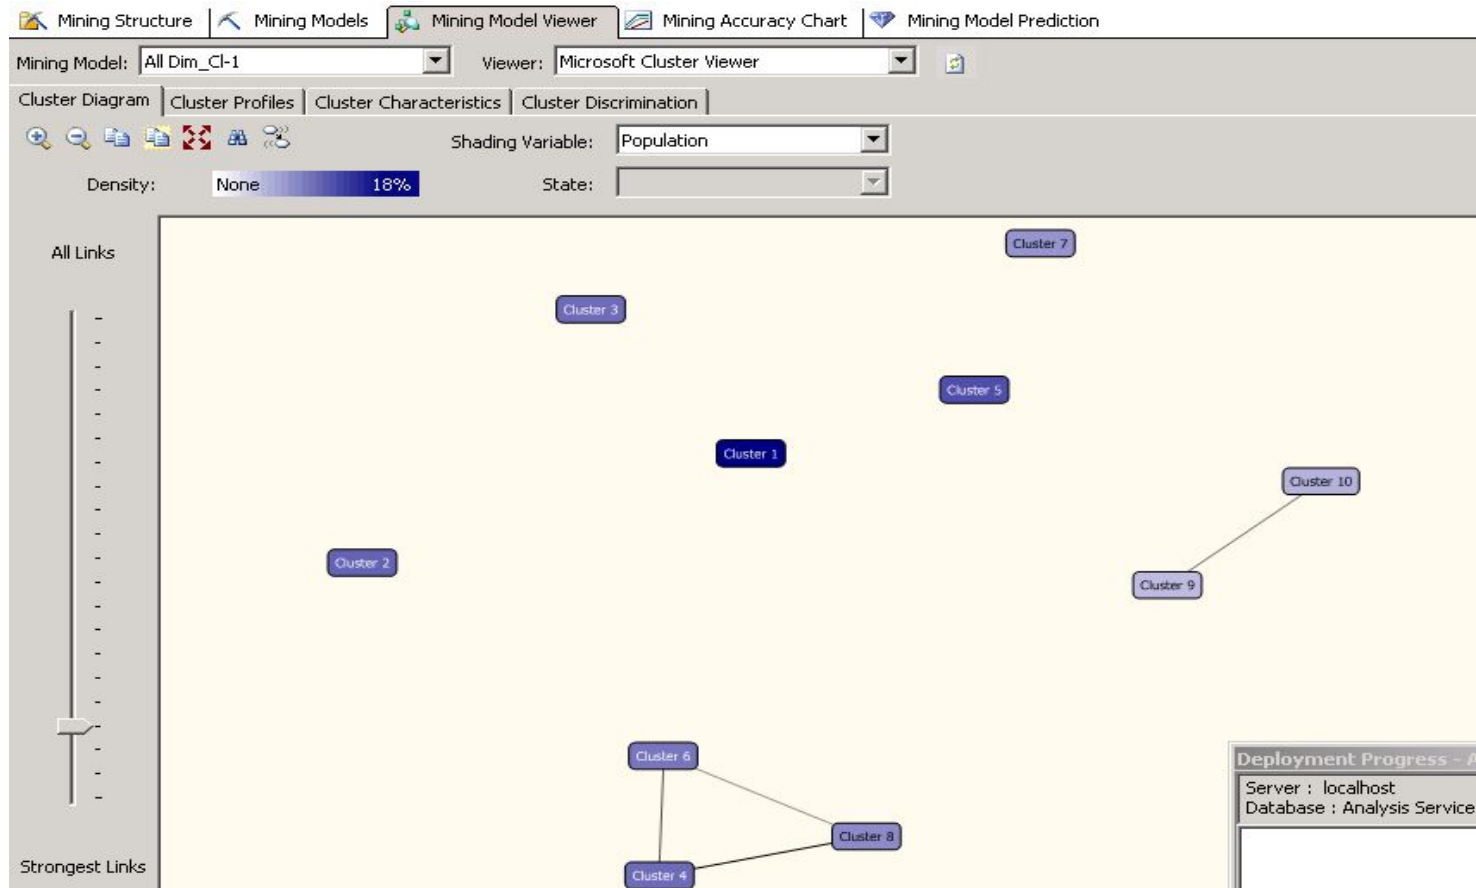 Mining Structure Mining Models Mining Model Viewer Mining Accuracy Chart Mining Model Prediction
Mining Model: All Dim_Cl-1 Viewer: Microsoft Cluster Viewer
Cluster Diagram Cluster Profiles Cluster Characteristics Cluster Discrimination
Shading Variable: Population
Density: None 18% State:
All Links
Cluster 7
Cluster 3
Cluster 5
Cluster 1
Cluster 10
Cluster 2
Cluster 9
Cluster 6
Deployment Progress - A
Server : localhost
Database : Analysis Service
Cluster 8
Strongest Links
Cluster 4